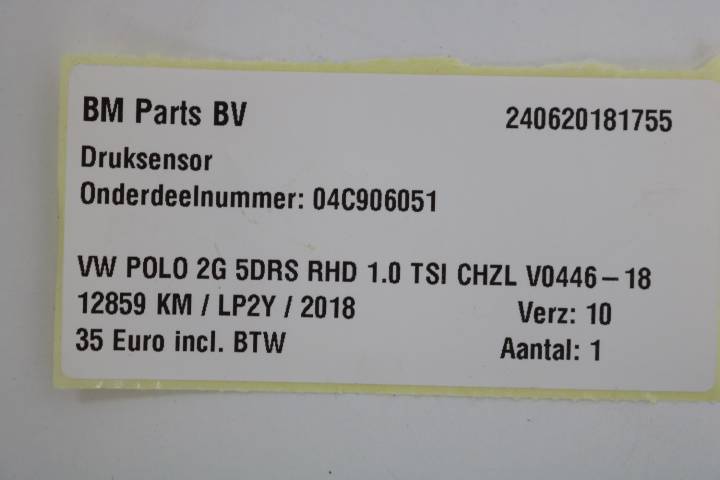 BM Parts BV 240620181755
Druksensor
Onderdeelnummer: 04C906051
VW POLO 2G 5DRS RHD 1.0 TSI CHZL V0446-18
12859 KM / LP2Y / 2018 Verz: 10
35 Euro incl. BTW Aantal: 1